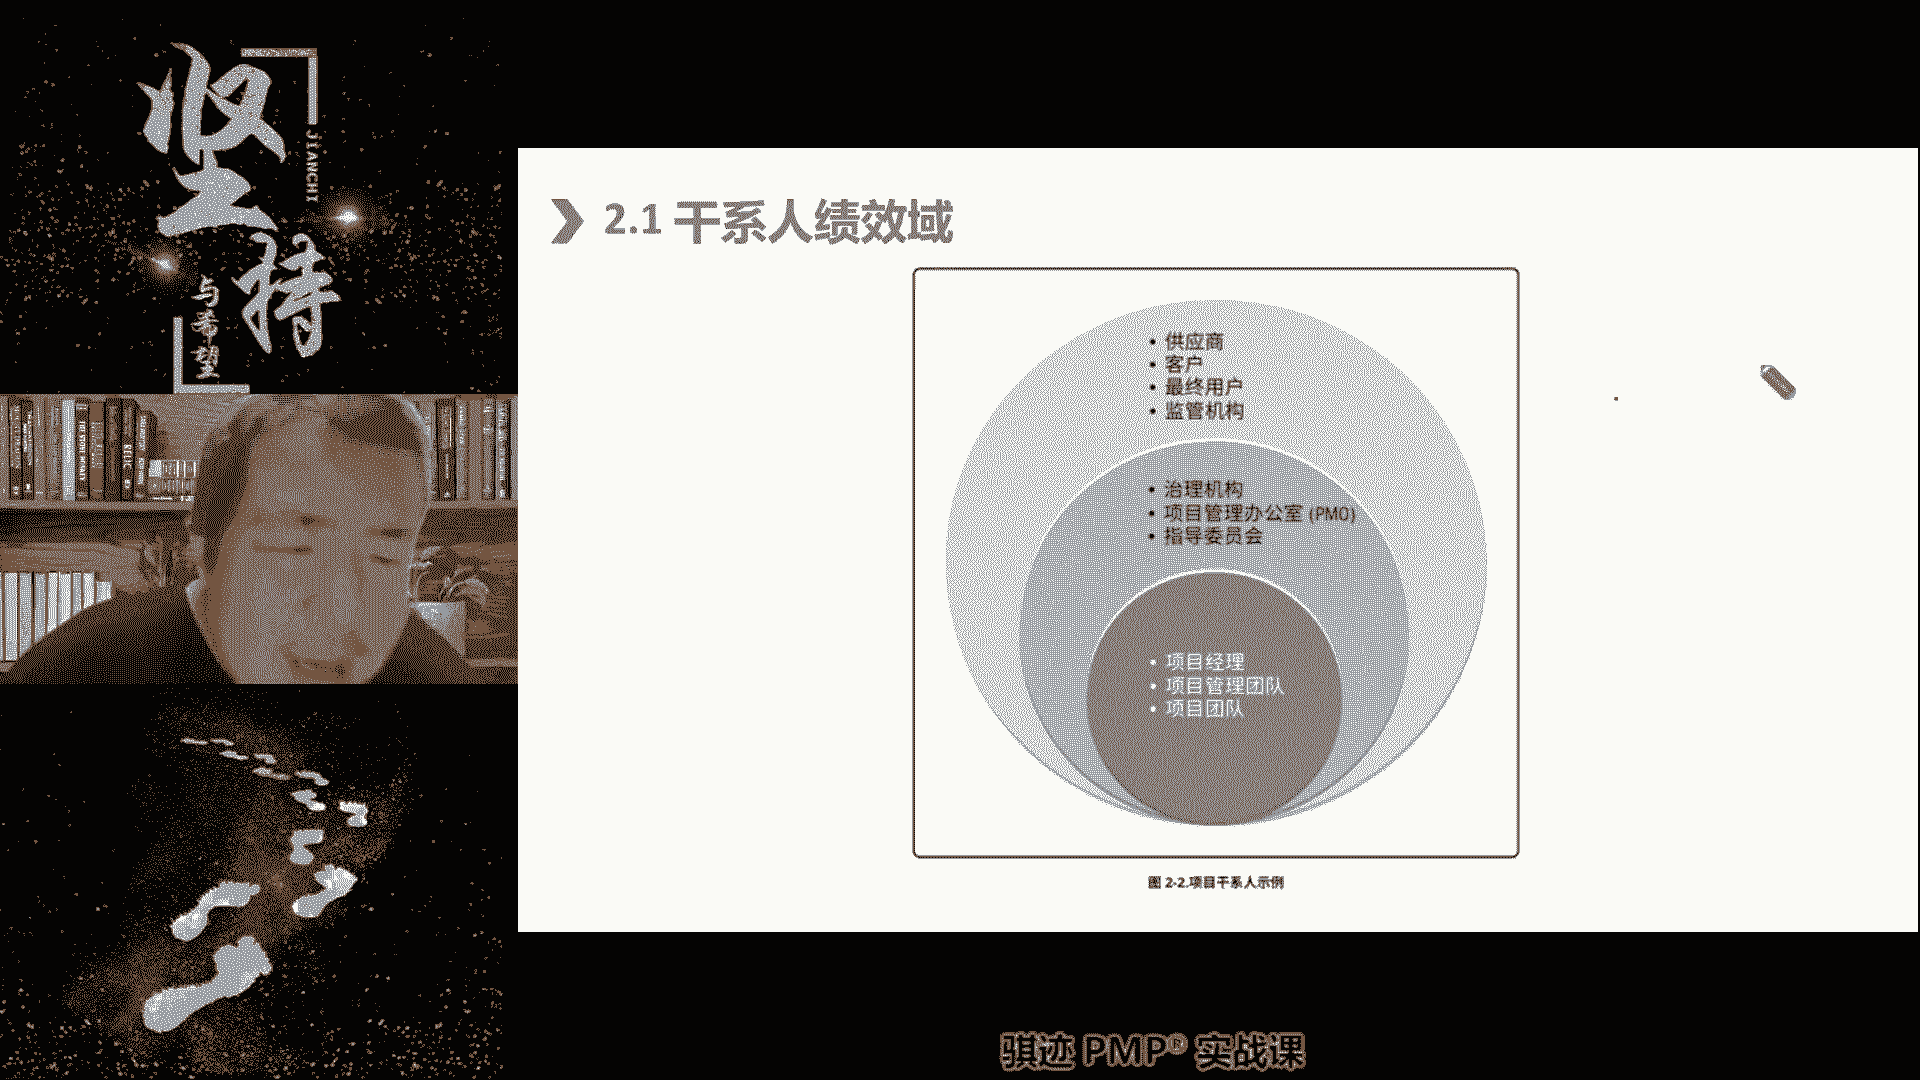 坚持
JIANCHI
与希望
2.1 干系人绩效域
• 供应商
• 客户
• 最终用户
• 监管机构
• 治理机构
• 项目管理办公室 (PMO)
• 指导委员会
• 项目经理
• 项目管理团队
• 项目团队
图 2-2.项目干系人示例
骐迹 PMP® 实战课